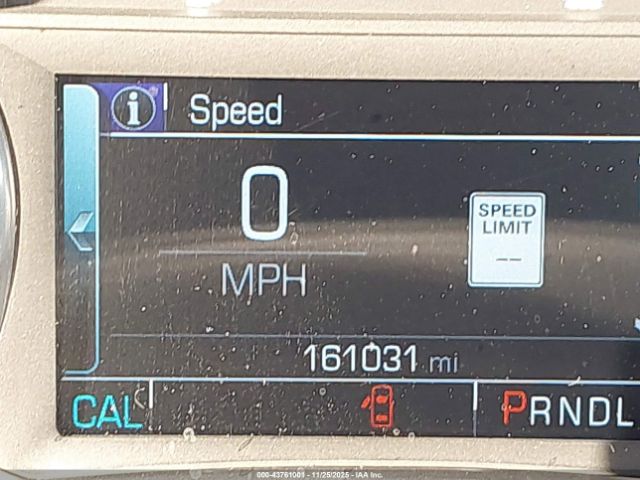 i Speed
0
MPH
SPEED
LIMIT
--
161031 mi
CAL PRNDL
000-43761001 - 11/25/2025 - IAA Inc.